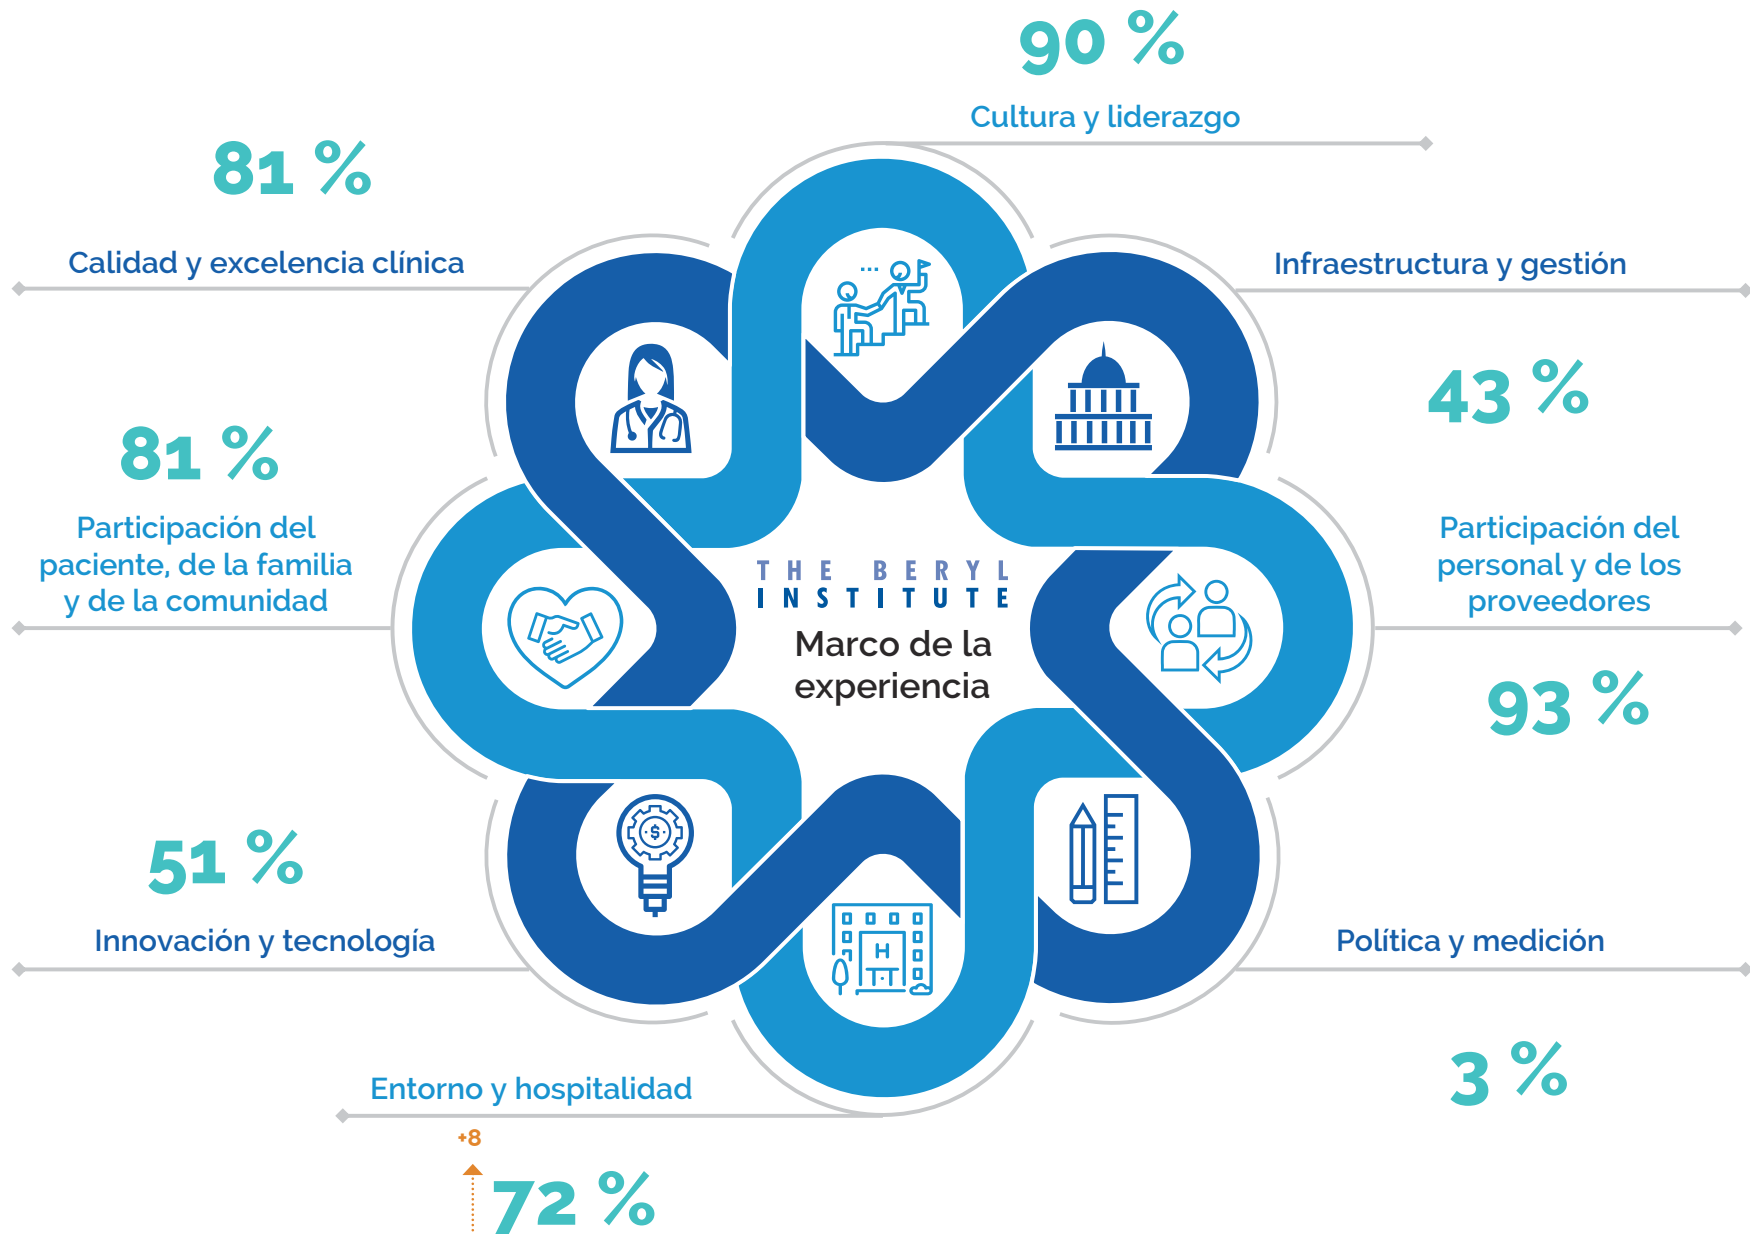 90 %
Cultura y liderazgo
81 %
Calidad y excelencia clínica
Infraestructura y gestión
43 %
81 %
Participación del
paciente, de la familia
y de la comunidad
Participación del
personal y de los
proveedores
93 %
THE BERYL
INSTITUTE
Marco de la
experiencia
51 %
Innovación y tecnología
$
H
Política y medición
3 %
Entorno y hospitalidad
+8
72 %